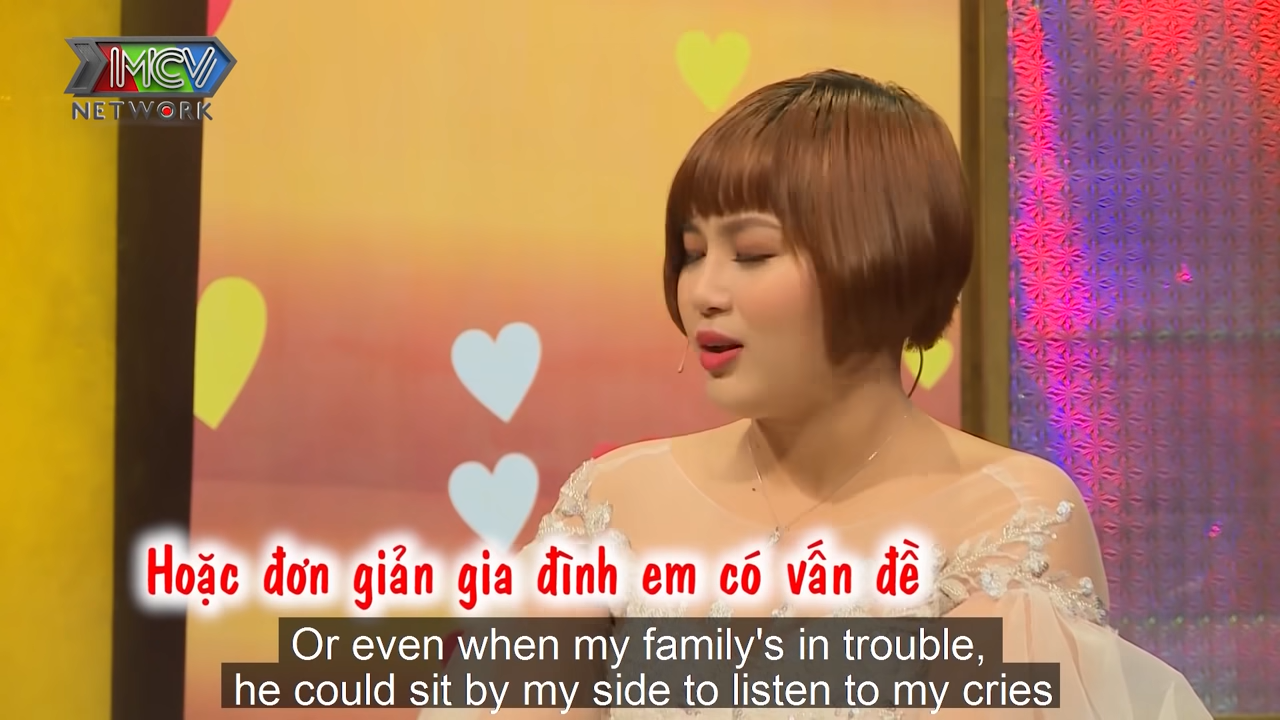 MCV
NETWORK
Hoặc đơn giản gia đình em có vấn đề
Or even when my family's in trouble,
he could sit by my side to listen to my cries